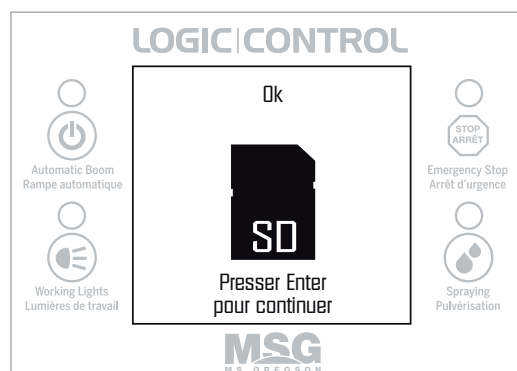 LOGIC|CONTROL
Automatic Boom
Rampe automatique
Working Lights
Lumières de travail
Ok
SD
Presser Enter
pour continuer
STOP
ARRÊT
Emergency Stop
Arrêt d'urgence
Spraying
Pulvérisation
MSG
MS GREGSON